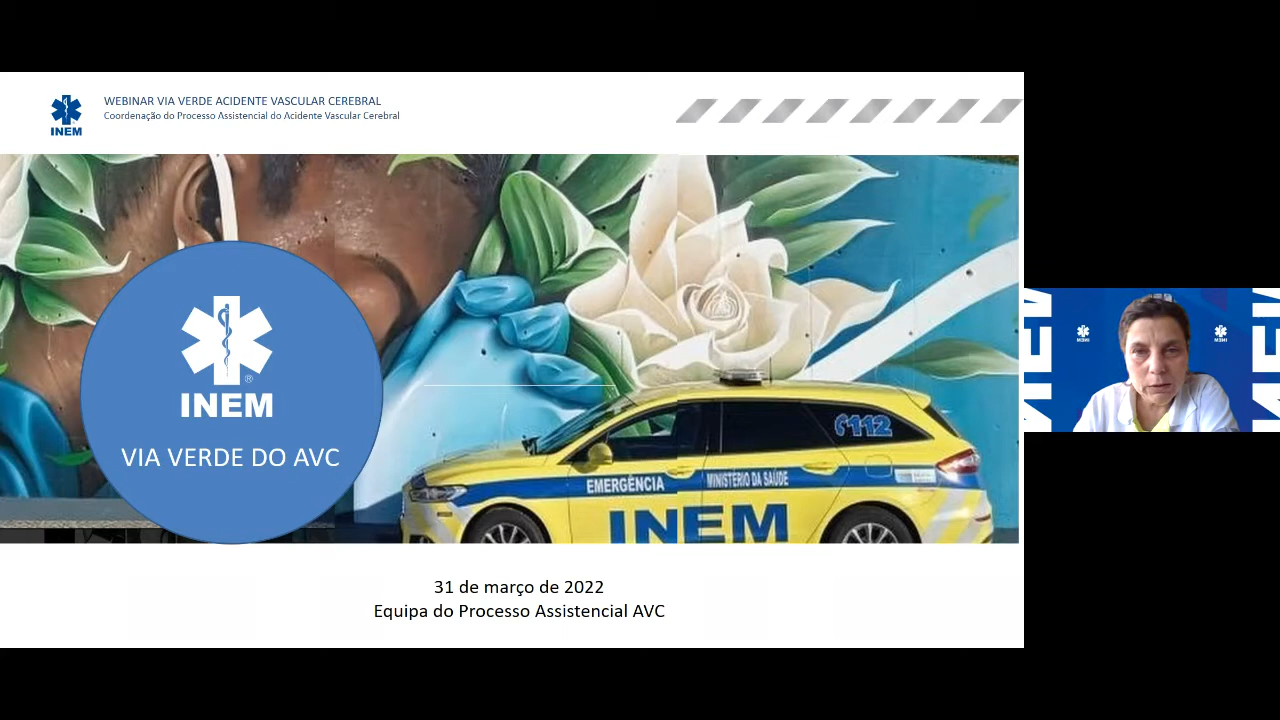 WEBINAR VIA VERDE ACIDENTE VASCULAR CEREBRAL
Coordenação do Processo Assistencial do Acidente Vascular Cerebral
INEM
INEM
VIA VERDE DO AVC
112
EMERGÊNCIA
MINISTÉRIO DA SAÚDE
INEM
31 de março de 2022
Equipa do Processo Assistencial AVC